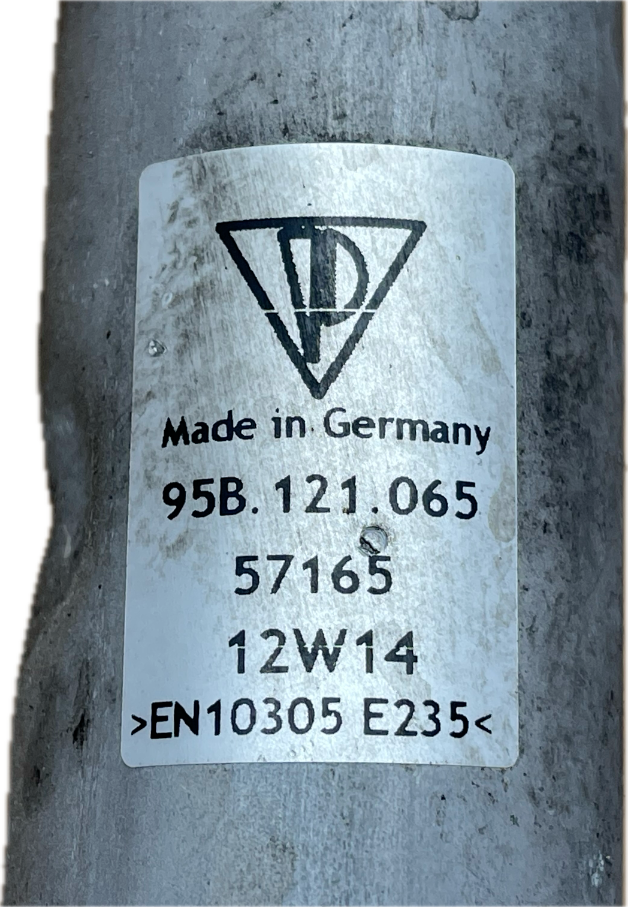 P
Made in Germany
95B.121.065
57165
12W14
>EN10305 E235<